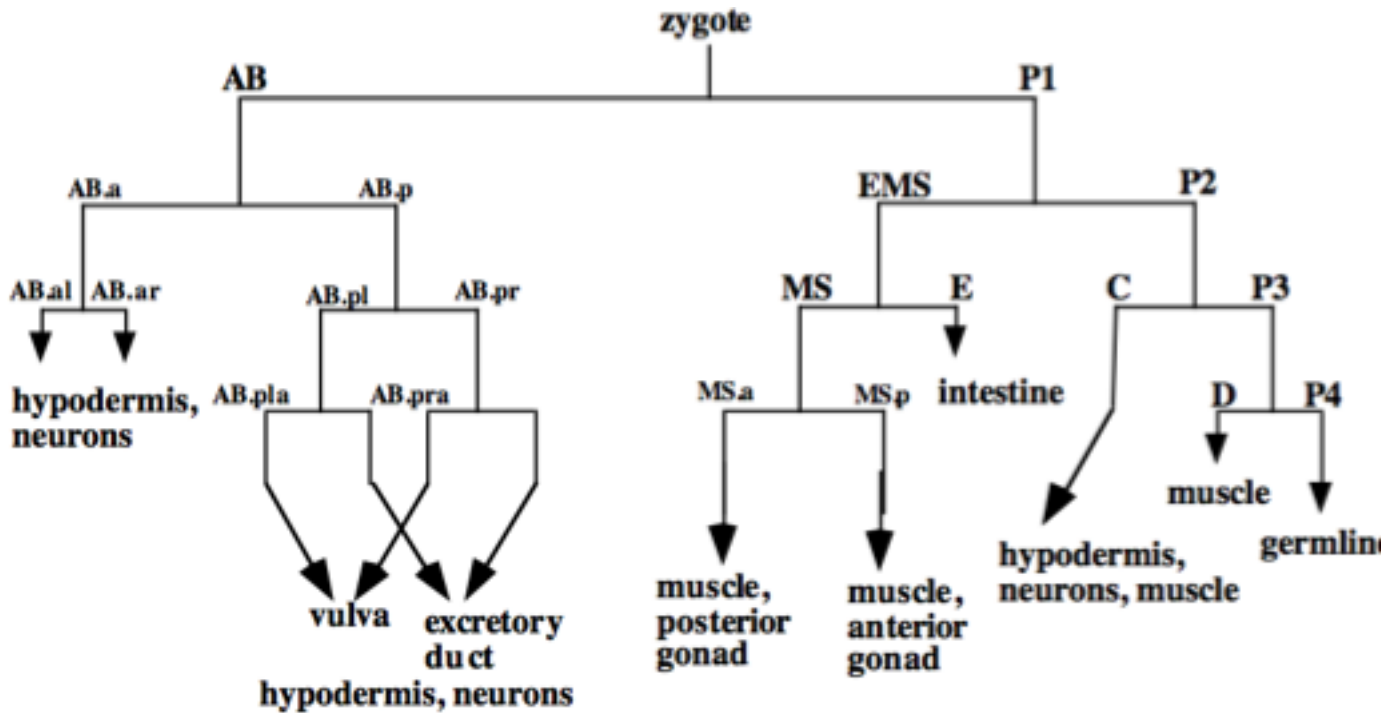 zygote
AB
P1
AB.a
AB.p
EMS
P2
AB.al
AB.ar
AB.pl
AB.pr
MS
E
C
P3
hypodermis,
neurons
AB.pla
AB.pra
MS.a
MS.p
intestine
D
P4
muscle
germline
vulva
excretory
duct
hypodermis, neurons
muscle,
posterior
gonad
muscle,
anterior
gonad
hypodermis,
neurons, muscle